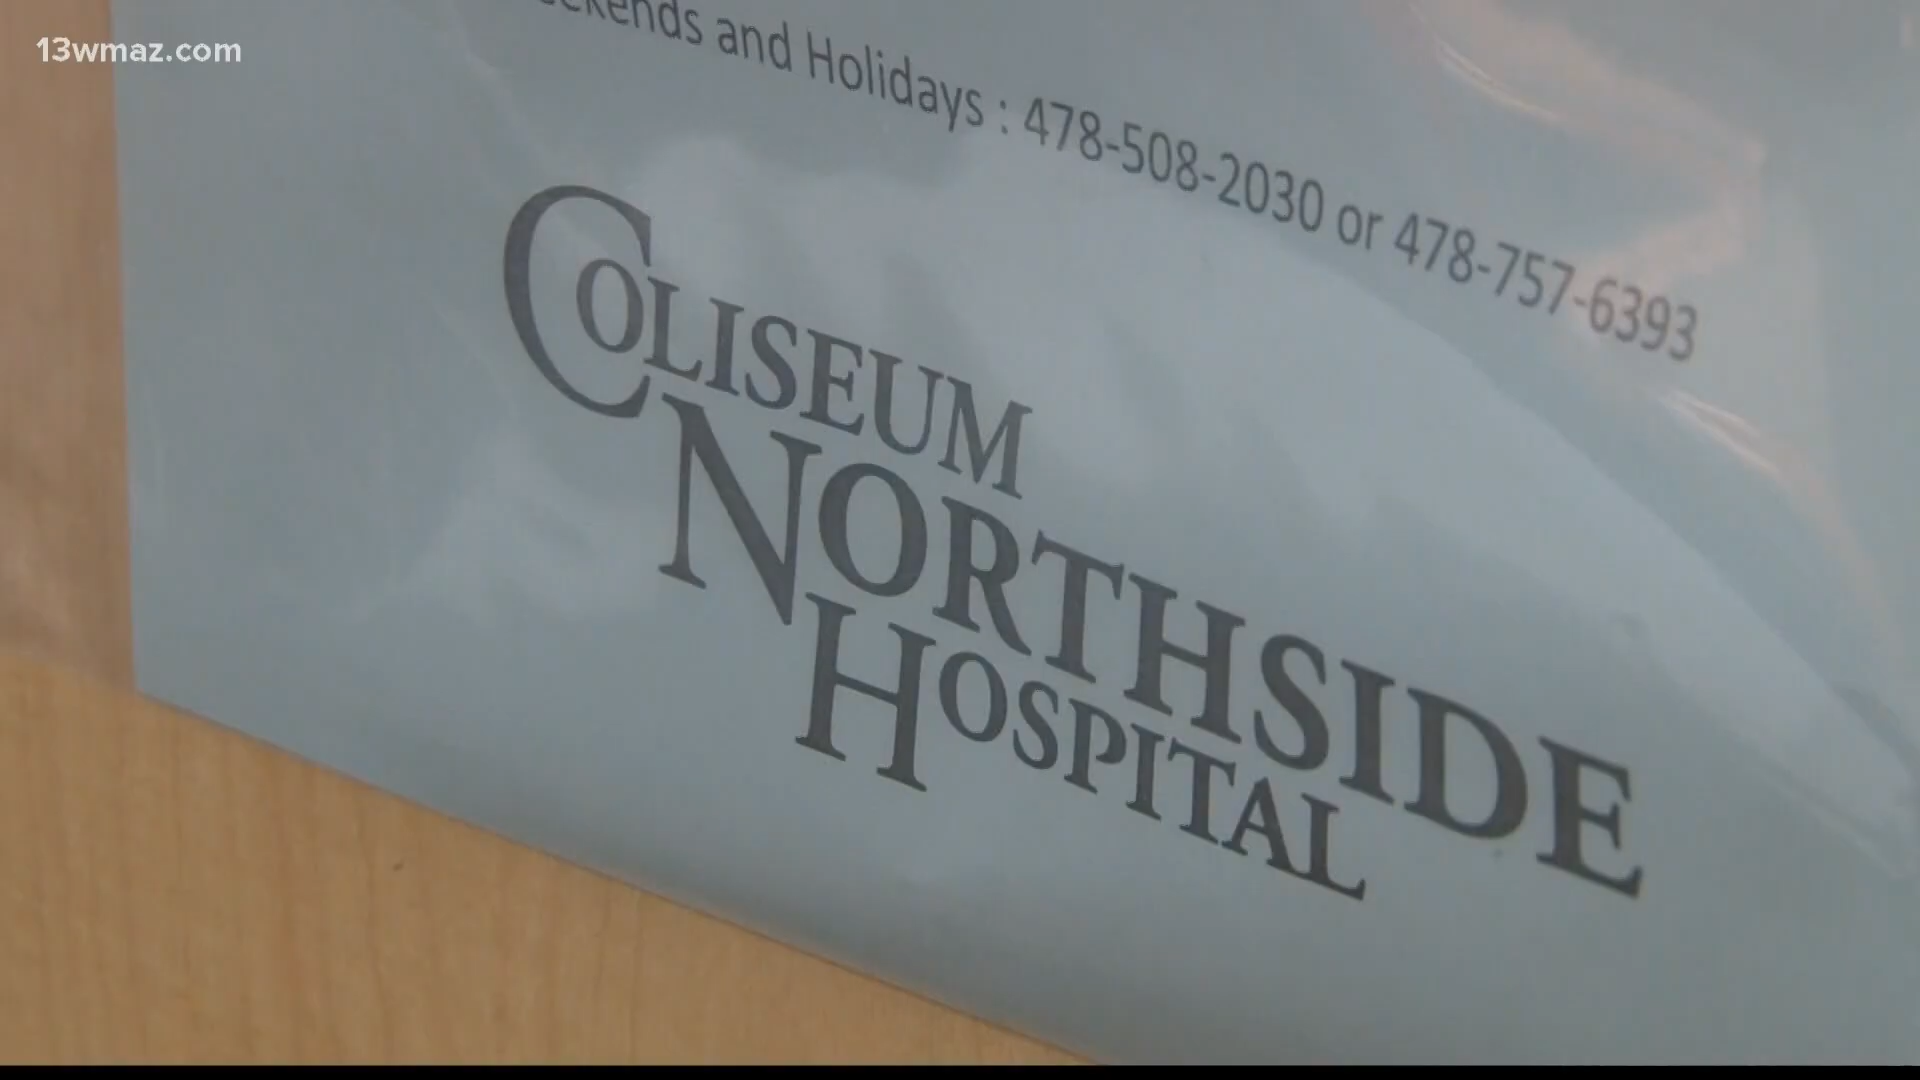 13wmaz.com
and Holidays : 478-508-2030 or 478-757-6393
COLISEUM
NORTHSIDE
HOSPITAL